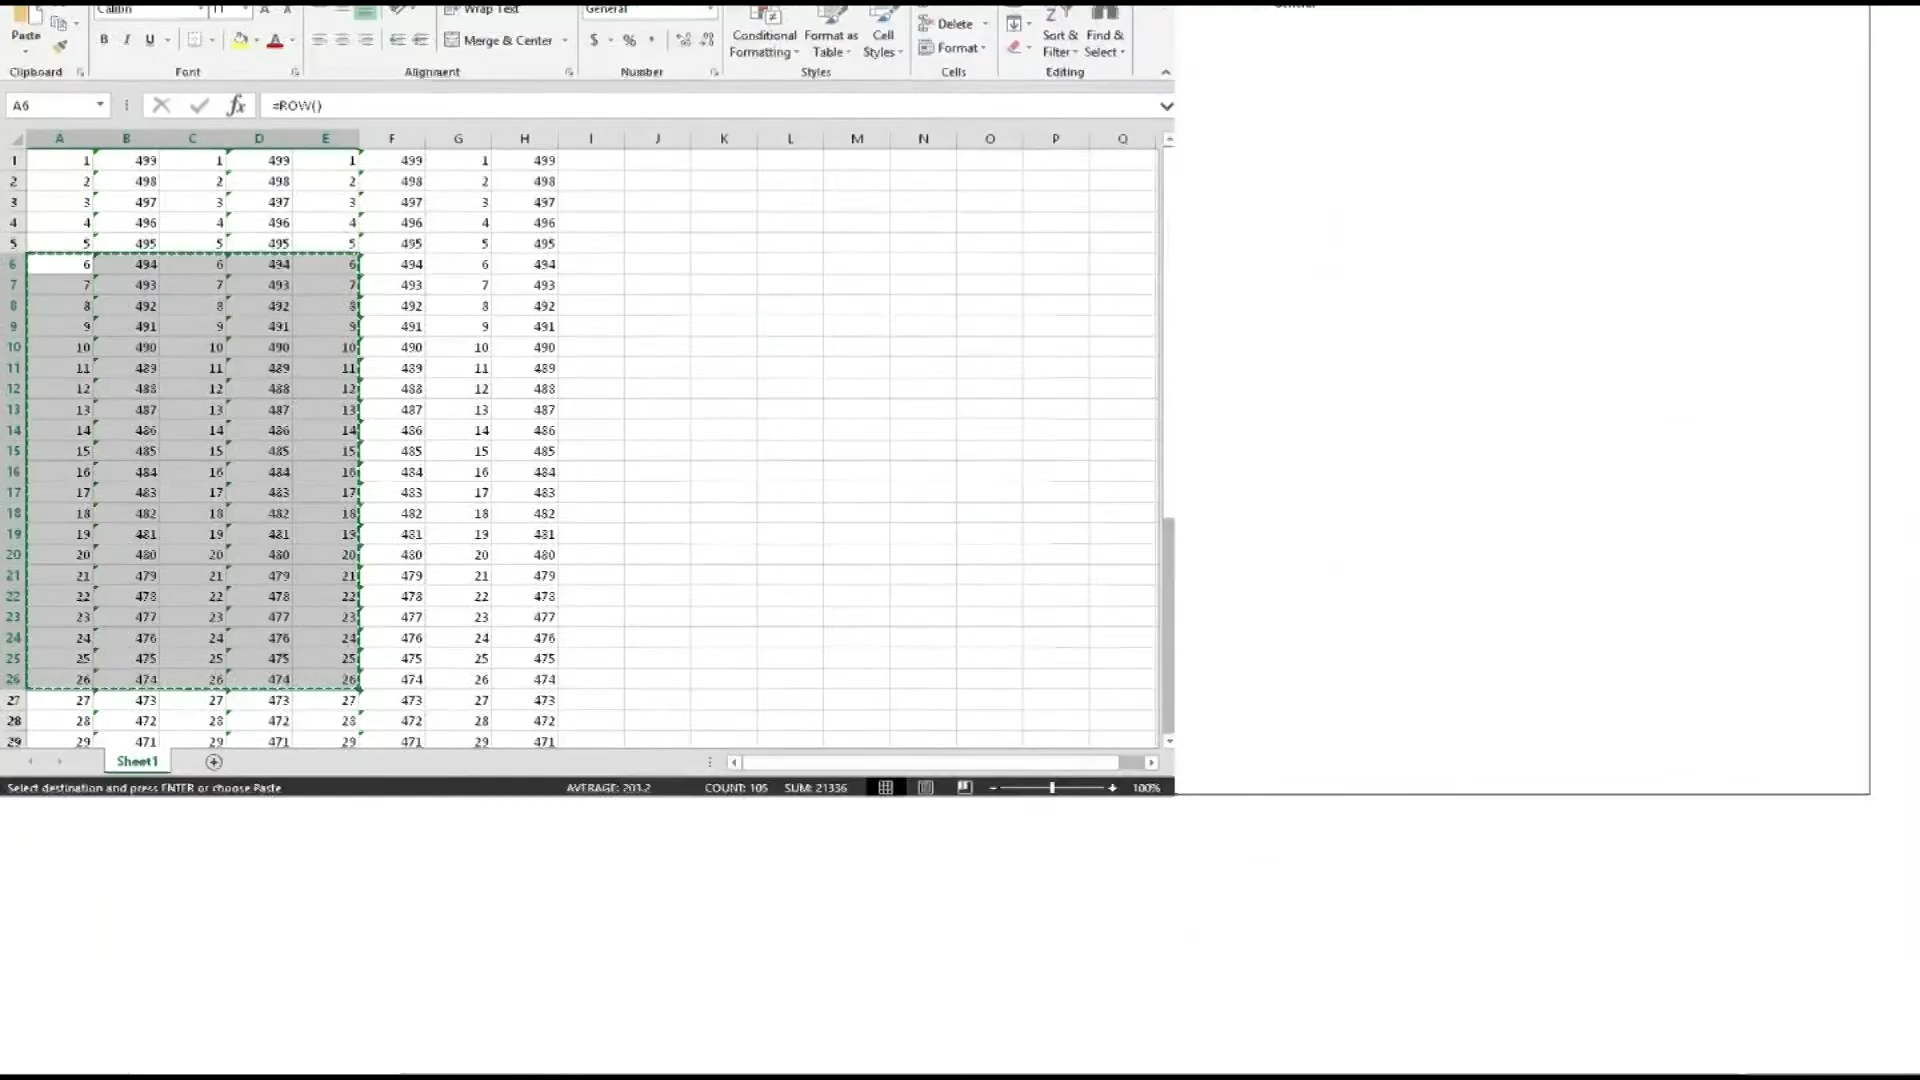 Calibri 11 A A Wrap Text General
Paste B I U A Merge & Center $ % , Conditional Formatting Format as Table Cell Styles Delete Format Sort & Filter Find & Select
Clipboard Font Alignment Number Styles Cells Editing
A6 fx =ROW()
A B C D E F G H I J K L M N O P Q
1 1 499 1 499 1 499 1 499
2 2 498 2 498 2 498 2 498
3 3 497 3 497 3 497 3 497
4 4 496 4 496 4 496 4 496
5 5 495 5 495 5 495 5 495
6 6 494 6 494 6 494 6 494
7 7 493 7 493 7 493 7 493
8 8 492 8 492 8 492 8 492
9 9 491 9 491 9 491 9 491
10 10 490 10 490 10 490 10 490
11 11 489 11 489 11 489 11 489
12 12 488 12 488 12 488 12 488
13 13 487 13 487 13 487 13 487
14 14 486 14 486 14 486 14 486
15 15 485 15 485 15 485 15 485
16 16 484 16 484 16 484 16 484
17 17 483 17 483 17 483 17 483
18 18 482 18 482 18 482 18 482
19 19 481 19 481 19 481 19 481
20 20 480 20 480 20 480 20 480
21 21 479 21 479 21 479 21 479
22 22 478 22 478 22 478 22 478
23 23 477 23 477 23 477 23 477
24 24 476 24 476 24 476 24 476
25 25 475 25 475 25 475 25 475
26 26 474 26 474 26 474 26 474
27 27 473 27 473 27 473 27 473
28 28 472 28 472 28 472 28 472
29 29 471 29 471 29 471 29 471
Sheet1
Select destination and press ENTER or choose Paste AVERAGE: 203.2 COUNT: 105 SUM: 21336 100%